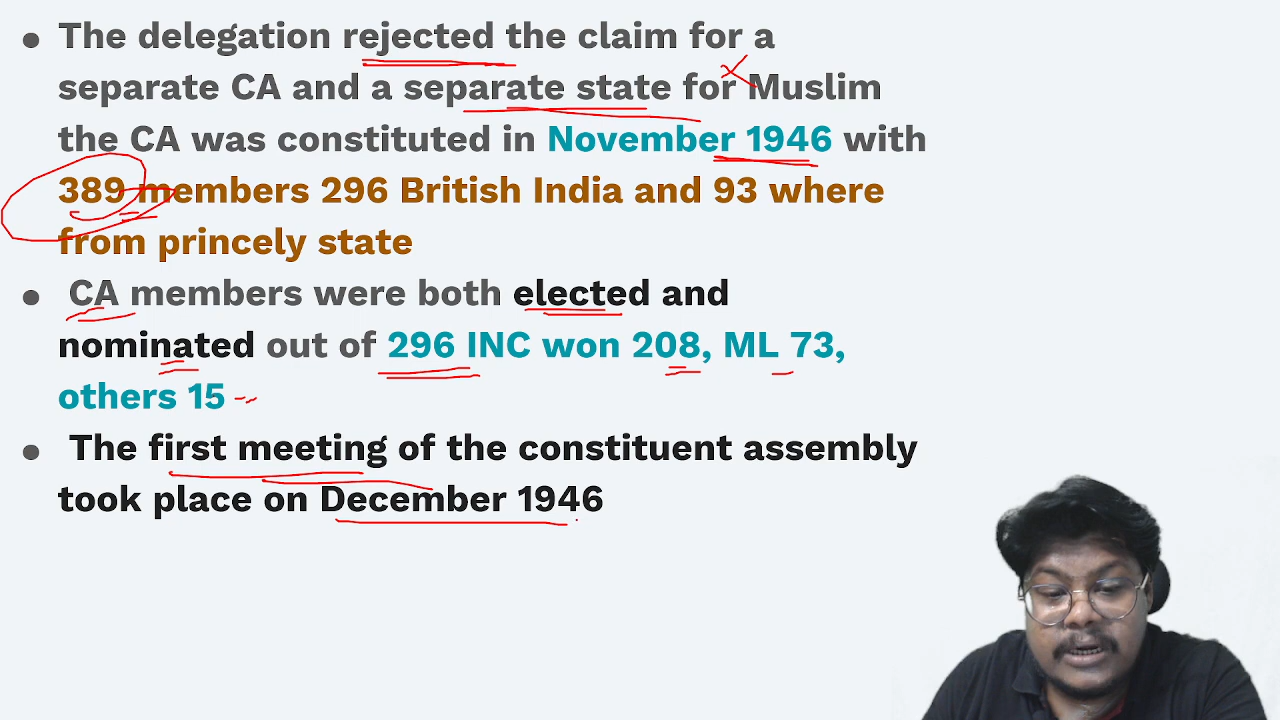 The delegation rejected the claim for a
separate CA and a separate state for Muslim
the CA was constituted in November 1946 with
389 members 296 British India and 93 where
from princely state
CA members were both elected and
nominated out of 296 INC won 208, ML 73,
others 15
The first meeting of the constituent assembly
took place on December 1946